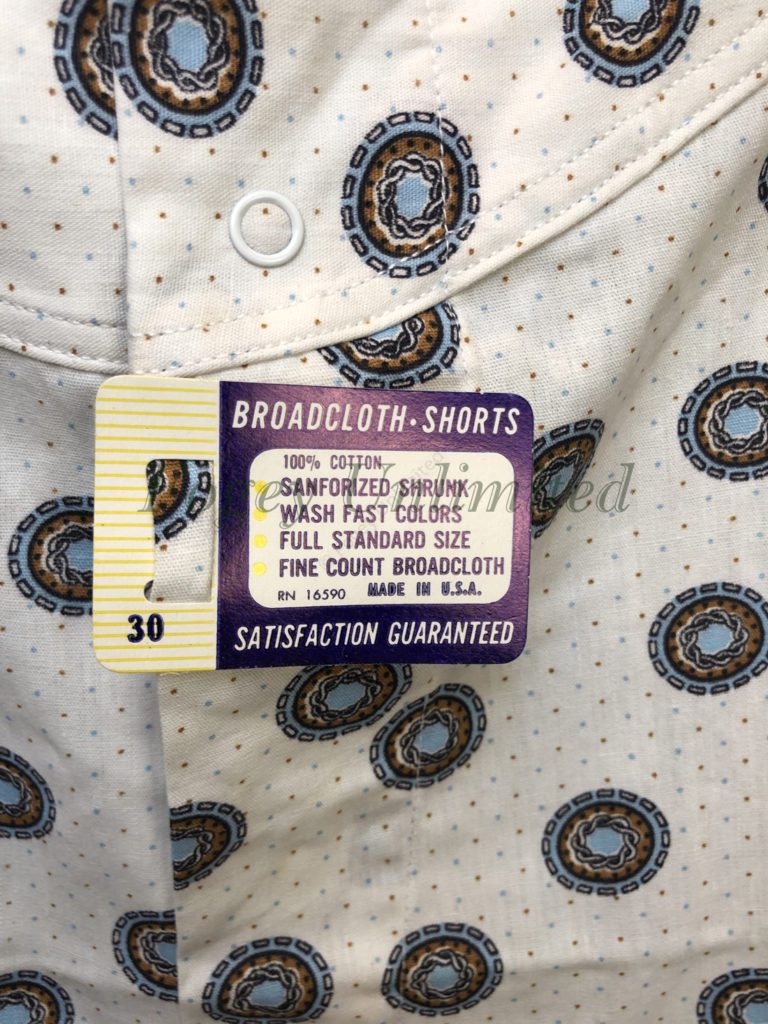 BROADCLOTH • SHORTS
100% COTTON
SANFORIZED SHRUNK
WASH FAST COLORS
FULL STANDARD SIZE
FINE COUNT BROADCLOTH
RN 16590 MADE IN U.S.A.
30
SATISFACTION GUARANTEED
Unlimited